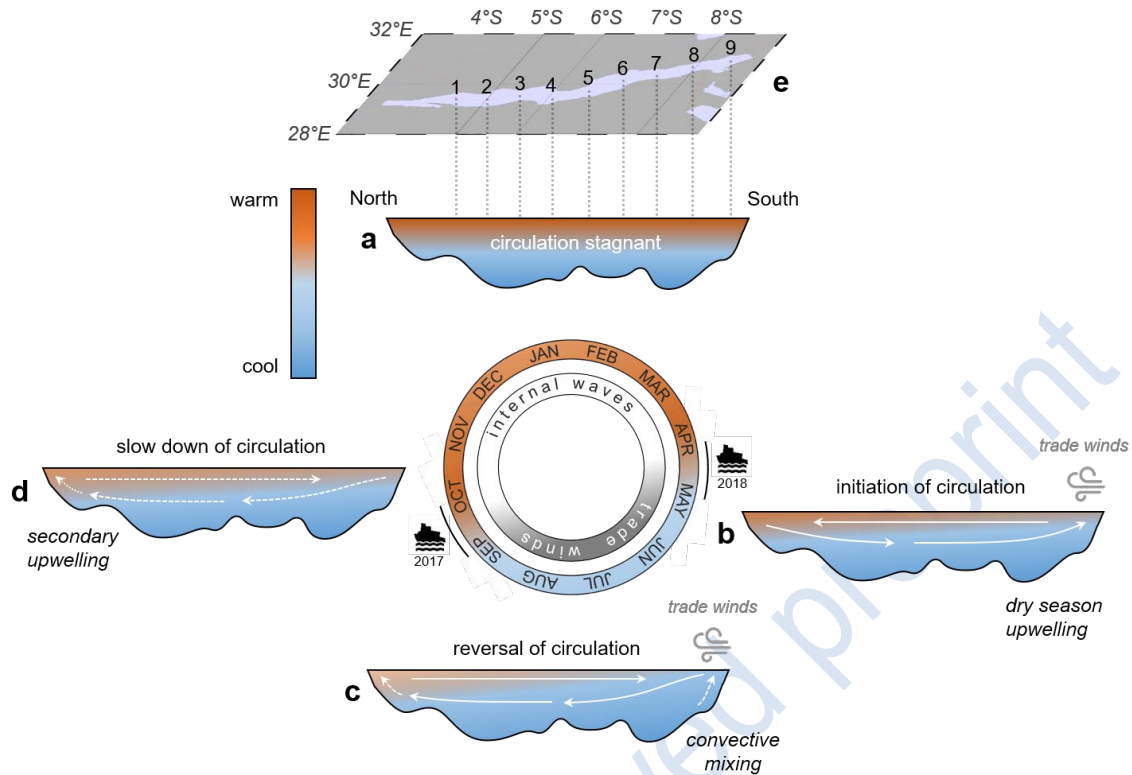 4°S 5°S 6°S 7°S 8°S
32°E
30°E
28°E
1 2 3 4 5 6 7 8 9
e
warm
cool
North
South
a
circulation stagnant
JAN
FEB
MAR
APR
MAY
JUN
JUL
AUG
SEP
OCT
NOV
DEC
internal waves
trade winds
2018
2017
slow down of circulation
d
secondary
upwelling
trade winds
initiation of circulation
b
dry season
upwelling
trade winds
reversal of circulation
c
convective
mixing
ed preprint